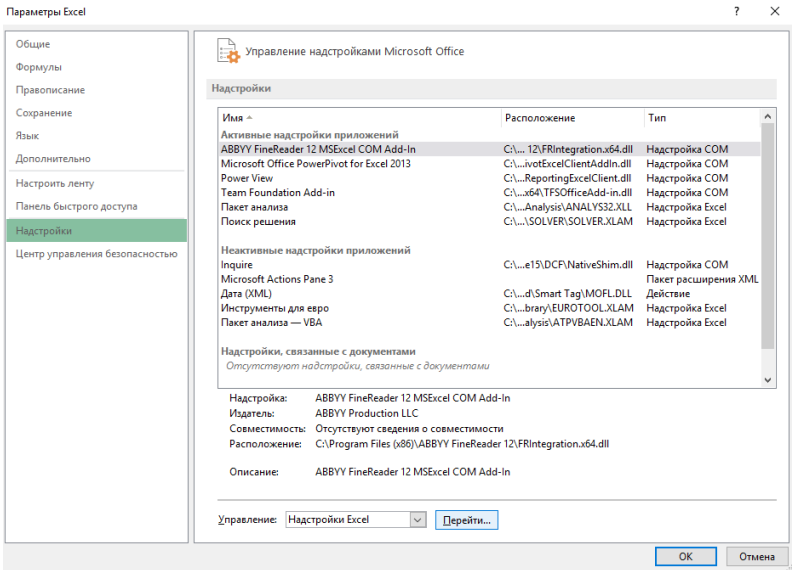 Параметры Excel ? ×
Общие
Формулы
Правописание
Сохранение
Язык
Дополнительно
Настроить ленту
Панель быстрого доступа
Надстройки
Центр управления безопасностью
Управление надстройками Microsoft Office
Надстройки
Имя Расположение Тип
Активные надстройки приложений
ABBYY FineReader 12 MSExcel COM Add-In C:\... 12\FRIntegration.x64.dll Надстройка COM
Microsoft Office PowerPivot for Excel 2013 C:\...ivotExcelClientAddIn.dll Надстройка COM
Power View C:\...ReportingExcelClient.dll Надстройка COM
Team Foundation Add-in C:\...x64\TFSOfficeAdd-in.dll Надстройка COM
Пакет анализа C:\...Analysis\ANALYS32.XLL Надстройка Excel
Поиск решения C:\...\SOLVER\SOLVER.XLAM Надстройка Excel
Неактивные надстройки приложений
Inquire C:\...e15\DCF\NativeShim.dll Надстройка COM
Microsoft Actions Pane 3 Пакет расширения XML
Дата (XML) C:\...d\Smart Tag\MOFL.DLL Действие
Инструменты для евро C:\...brary\EUROTOOL.XLAM Надстройка Excel
Пакет анализа — VBA C:\...alysis\ATPVBAEN.XLAM Надстройка Excel
Надстройки, связанные с документами
Отсутствуют надстройки, связанные с документами
Надстройка: ABBYY FineReader 12 MSExcel COM Add-In
Издатель: ABBYY Production LLC
Совместимость: Отсутствуют сведения о совместимости
Расположение: C:\Program Files (x86)\ABBYY FineReader 12\FRIntegration.x64.dll
Описание: ABBYY FineReader 12 MSExcel COM Add-In
Управление: Надстройки Excel Перейти...
OK Отмена